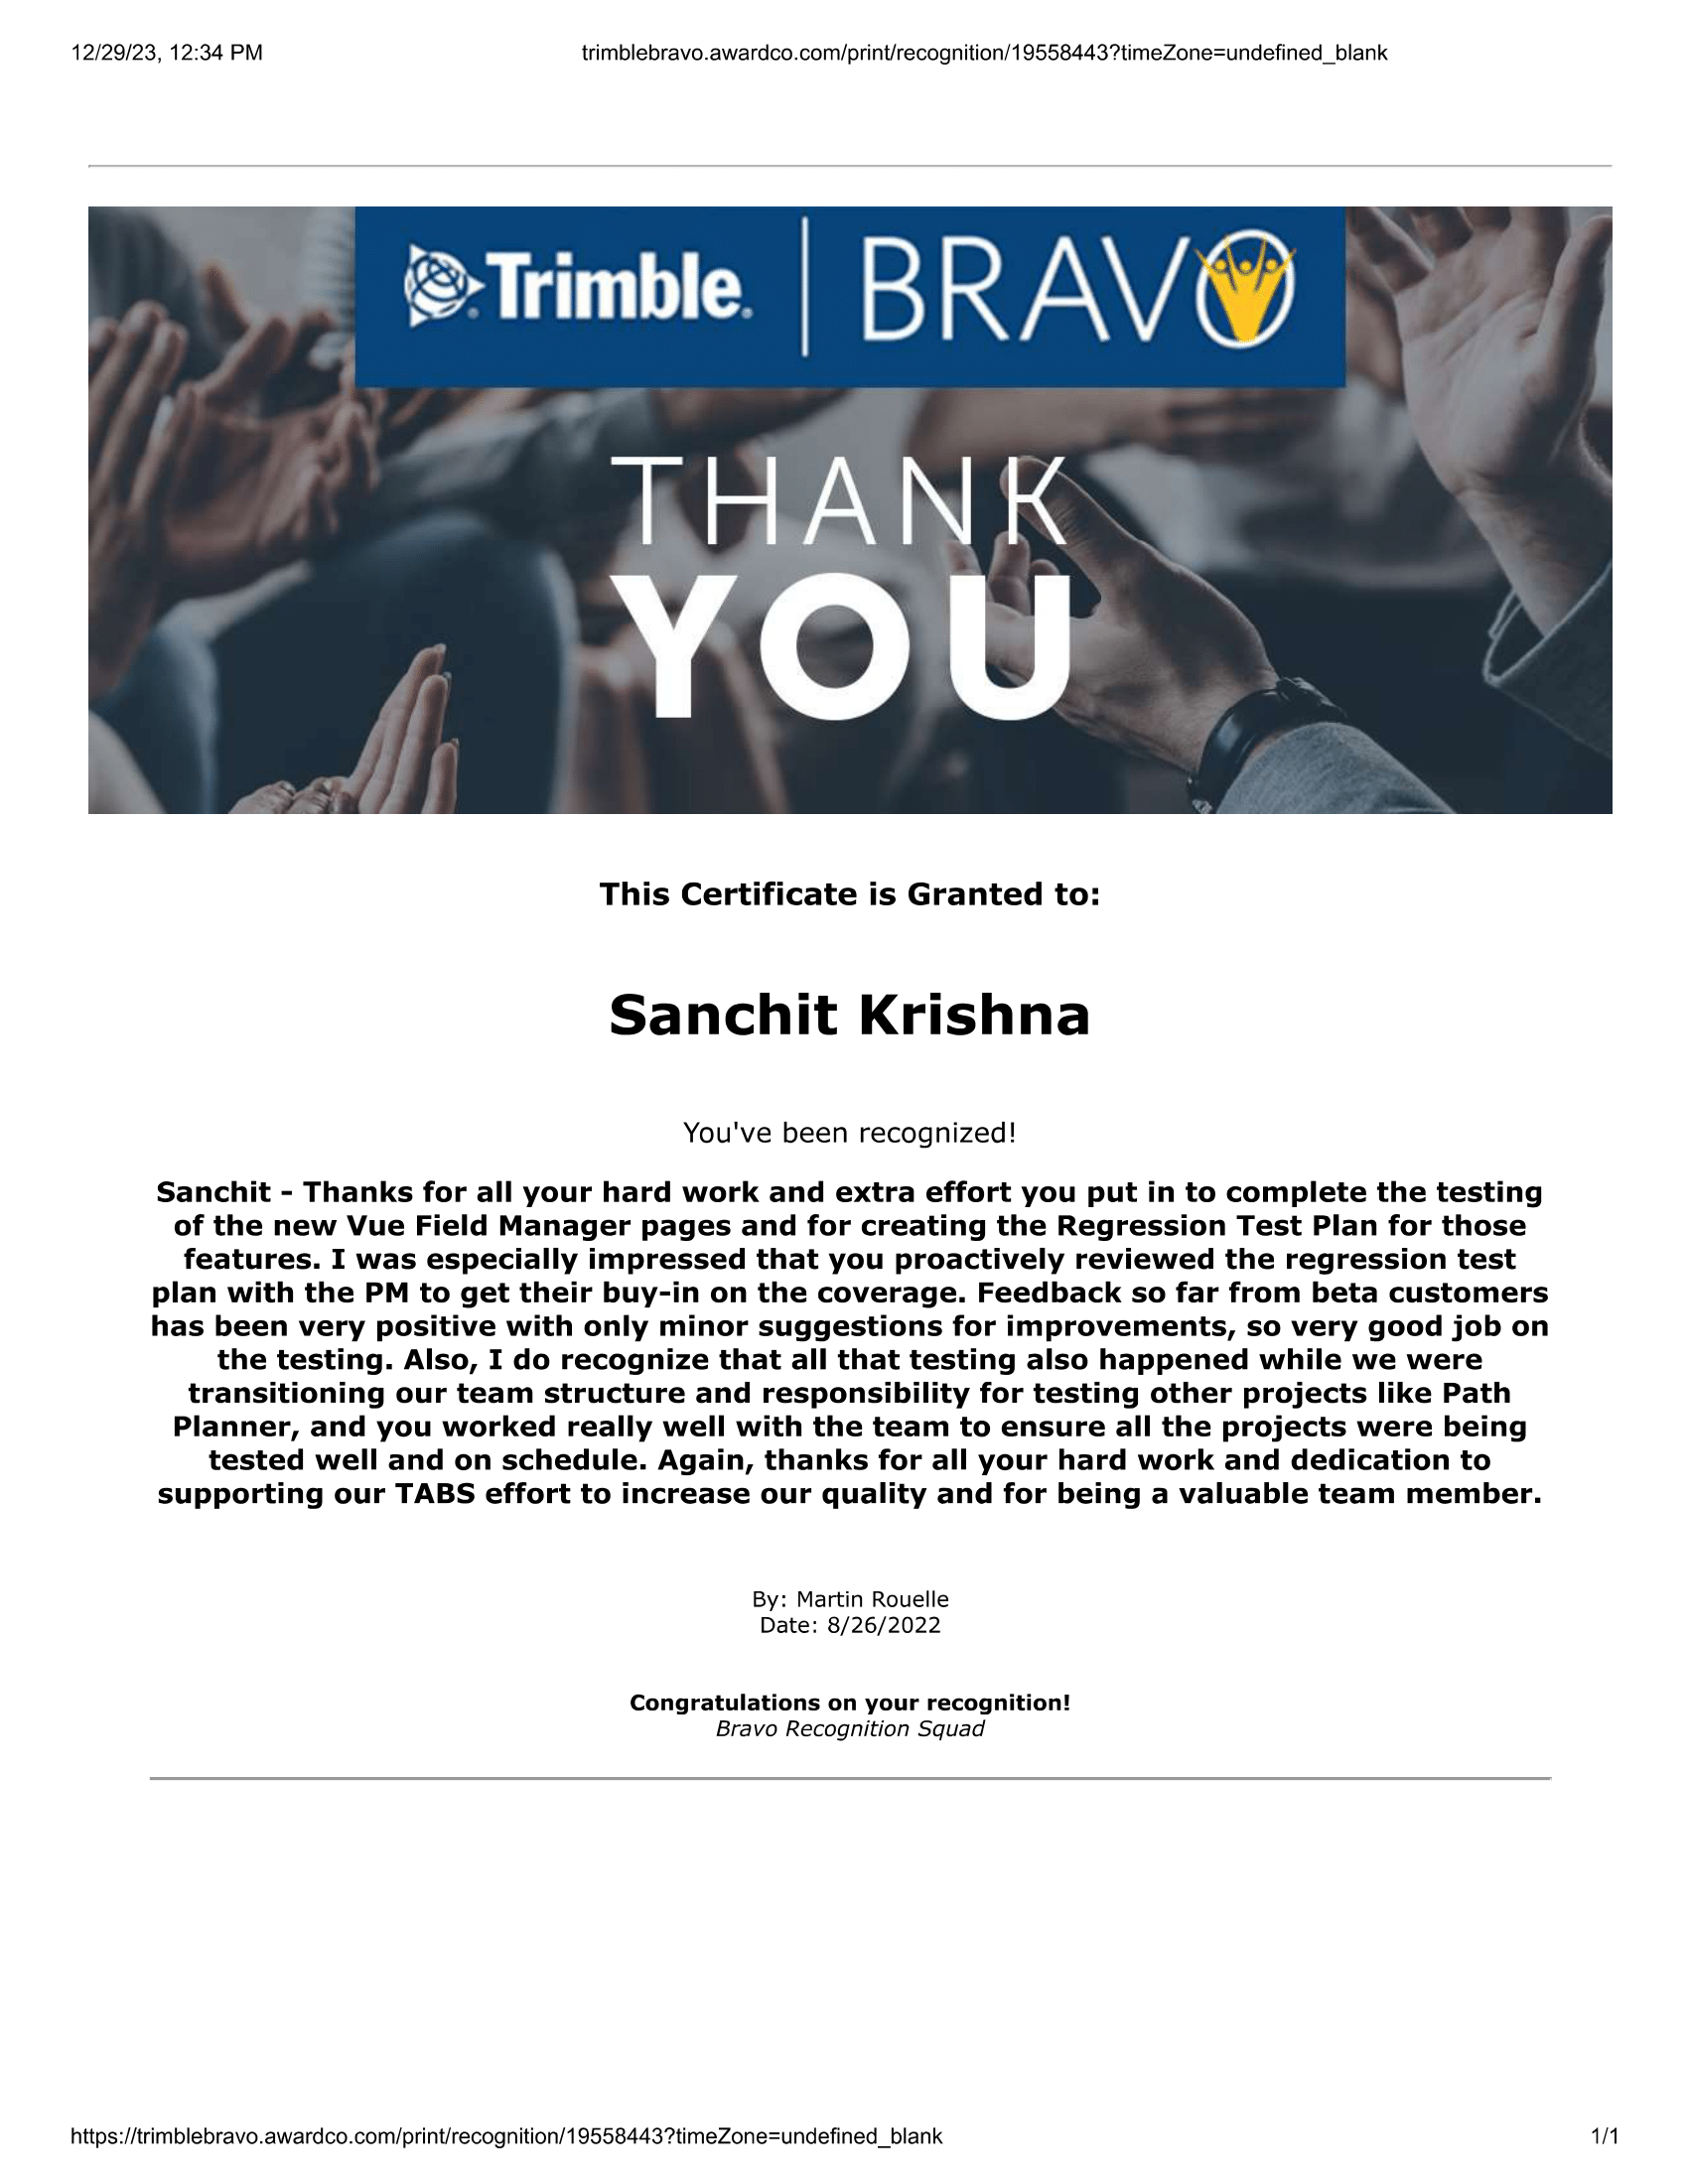 12/29/23, 12:34 PM
trimblebravo.awardco.com/print/recognition/19558443?timeZone=undefined_blank
Trimble. | BRAVO
THANK
YOU
This Certificate is Granted to:
Sanchit Krishna
You've been recognized!
Sanchit - Thanks for all your hard work and extra effort you put in to complete the testing
of the new Vue Field Manager pages and for creating the Regression Test Plan for those
features. I was especially impressed that you proactively reviewed the regression test
plan with the PM to get their buy-in on the coverage. Feedback so far from beta customers
has been very positive with only minor suggestions for improvements, so very good job on
the testing. Also, I do recognize that all that testing also happened while we were
transitioning our team structure and responsibility for testing other projects like Path
Planner, and you worked really well with the team to ensure all the projects were being
tested well and on schedule. Again, thanks for all your hard work and dedication to
supporting our TABS effort to increase our quality and for being a valuable team member.
By: Martin Rouelle
Date: 8/26/2022
Congratulations on your recognition!
Bravo Recognition Squad
https://trimblebravo.awardco.com/print/recognition/19558443?timeZone=undefined_blank
1/1